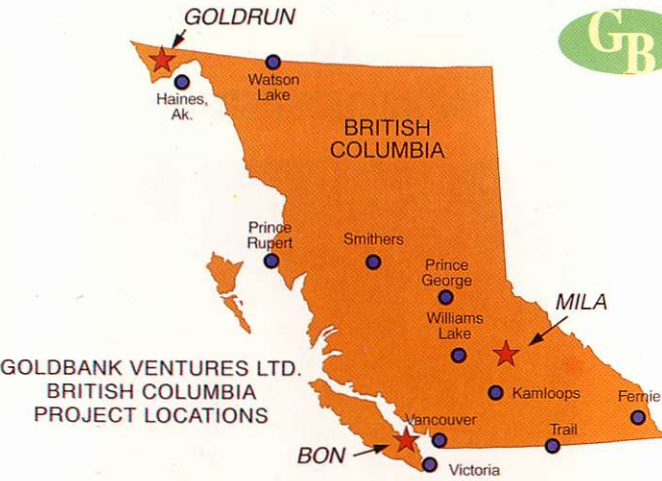 GOLDRUN
GB
Haines,
Ak.
Watson
Lake
BRITISH
COLUMBIA
Prince
Rupert
Smithers
Prince
George
MILA
Williams
Lake
GOLDBANK VENTURES LTD.
BRITISH COLUMBIA
PROJECT LOCATIONS
Kamloops
Fernie
Vancouver
Trail
BON
Victoria